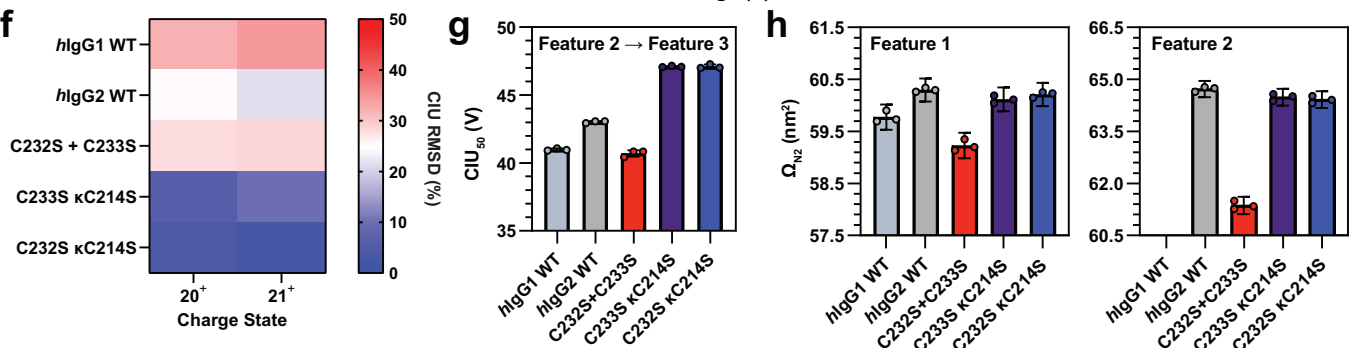 f
hIgG1 WT
hIgG2 WT
C232S + C233S
C233S κC214S
C232S κC214S
20+
21+
Charge State
50
40
30
20
10
0
CIU RMSD (%)
g
Feature 2 → Feature 3
50
45
40
35
CIU50 (V)
hIgG1 WT
hIgG2 WT
C232S+C233S
C233S κC214S
C232S κC214S
h
Feature 1
61.5
60.5
59.5
58.5
57.5
ΩN2 (nm2)
hIgG1 WT
hIgG2 WT
C232S+C233S
C233S κC214S
C232S κC214S
Feature 2
66.5
65.0
63.5
62.0
60.5
hIgG1 WT
hIgG2 WT
C232S+C233S
C233S κC214S
C232S κC214S